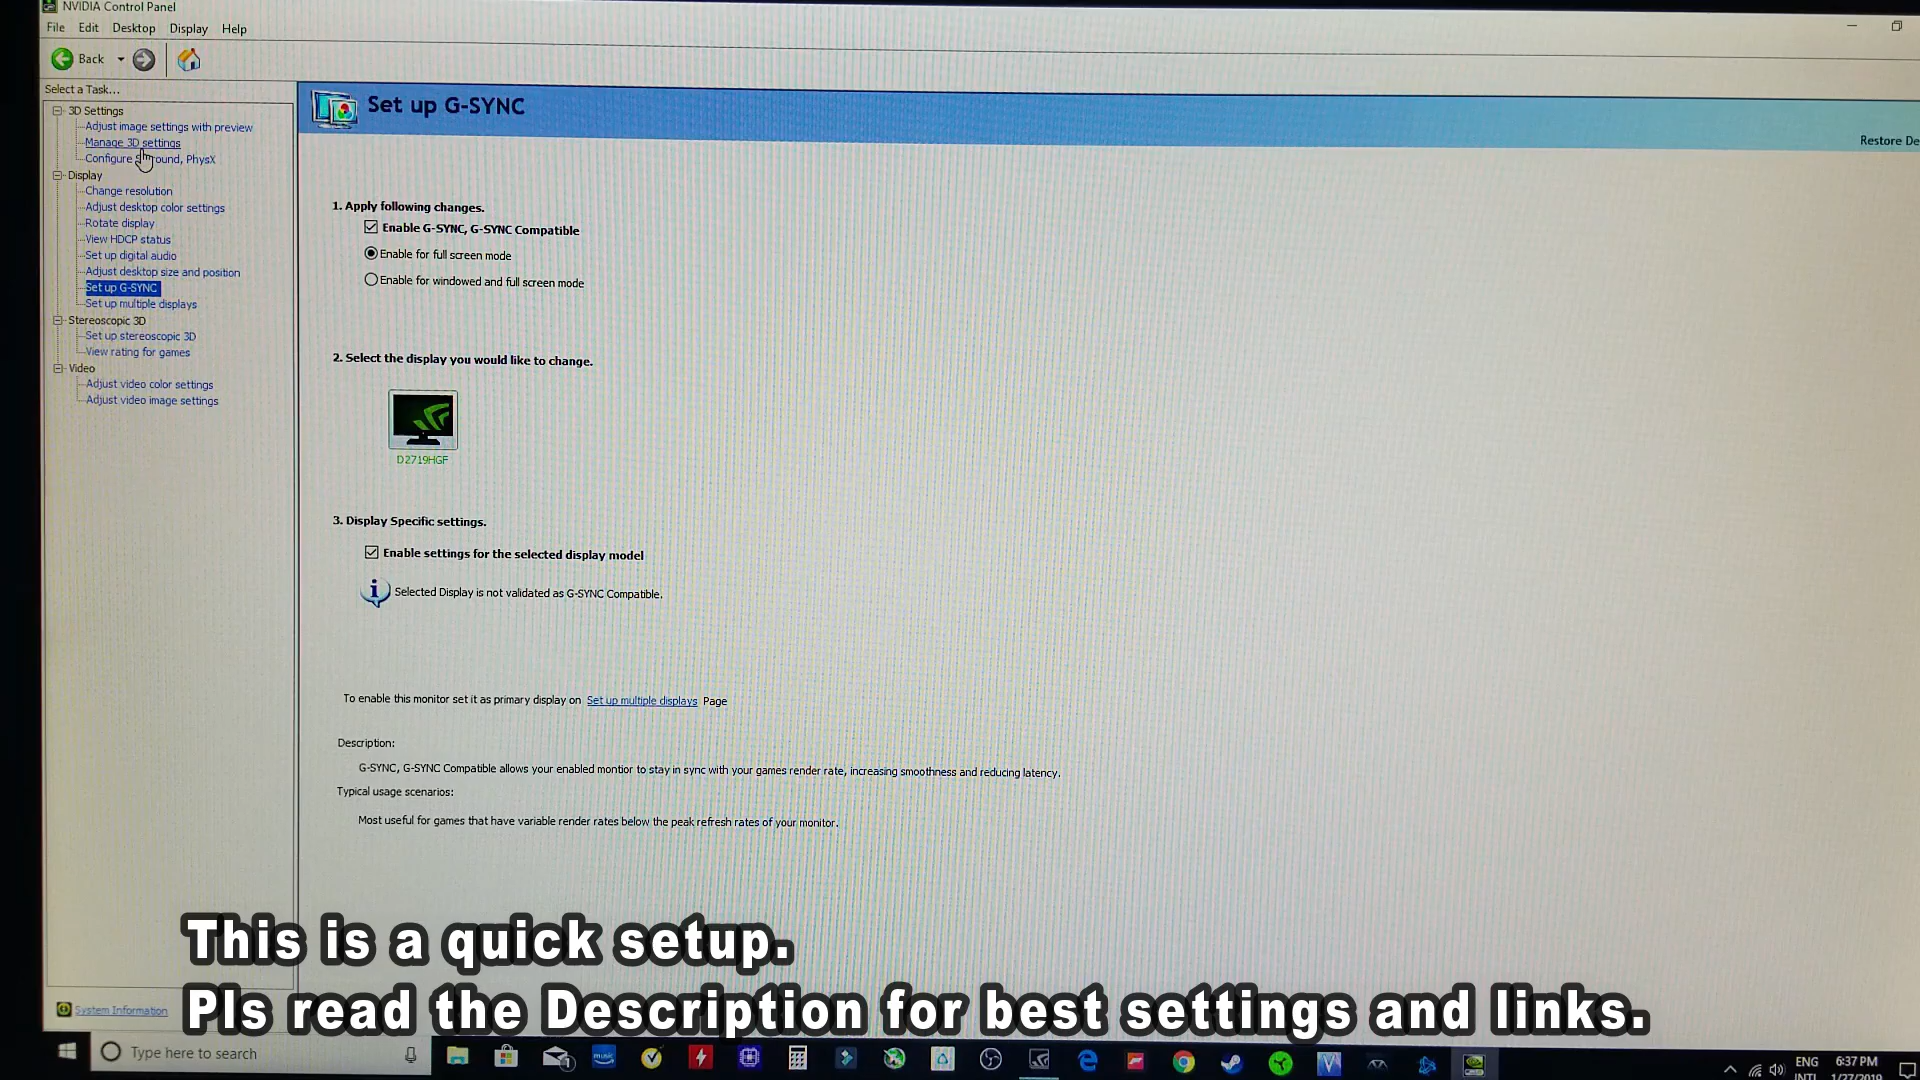 NVIDIA Control Panel
File Edit Desktop Display Help
Back
Select a Task...
3D Settings
Adjust image settings with preview
Manage 3D settings
Configure Surround, PhysX
Display
Change resolution
Adjust desktop color settings
Rotate display
View HDCP status
Set up digital audio
Adjust desktop size and position
Set up G-SYNC
Set up multiple displays
Stereoscopic 3D
Set up stereoscopic 3D
View rating for games
Video
Adjust video color settings
Adjust video image settings
System Information
Set up G-SYNC
Restore De
1. Apply following changes.
Enable G-SYNC, G-SYNC Compatible
Enable for full screen mode
Enable for windowed and full screen mode
2. Select the display you would like to change.
D2719HGF
3. Display Specific settings.
Enable settings for the selected display model
Selected Display is not validated as G-SYNC Compatible.
To enable this monitor set it as primary display on Set up multiple displays Page
Description:
G-SYNC, G-SYNC Compatible allows your enabled montior to stay in sync with your games render rate, increasing smoothness and reducing latency.
Typical usage scenarios:
Most useful for games that have variable render rates below the peak refresh rates of your monitor.
This is a quick setup.
Pls read the Description for best settings and links.
Type here to search
music
ENG 6:37 PM
INTL 1/27/2019